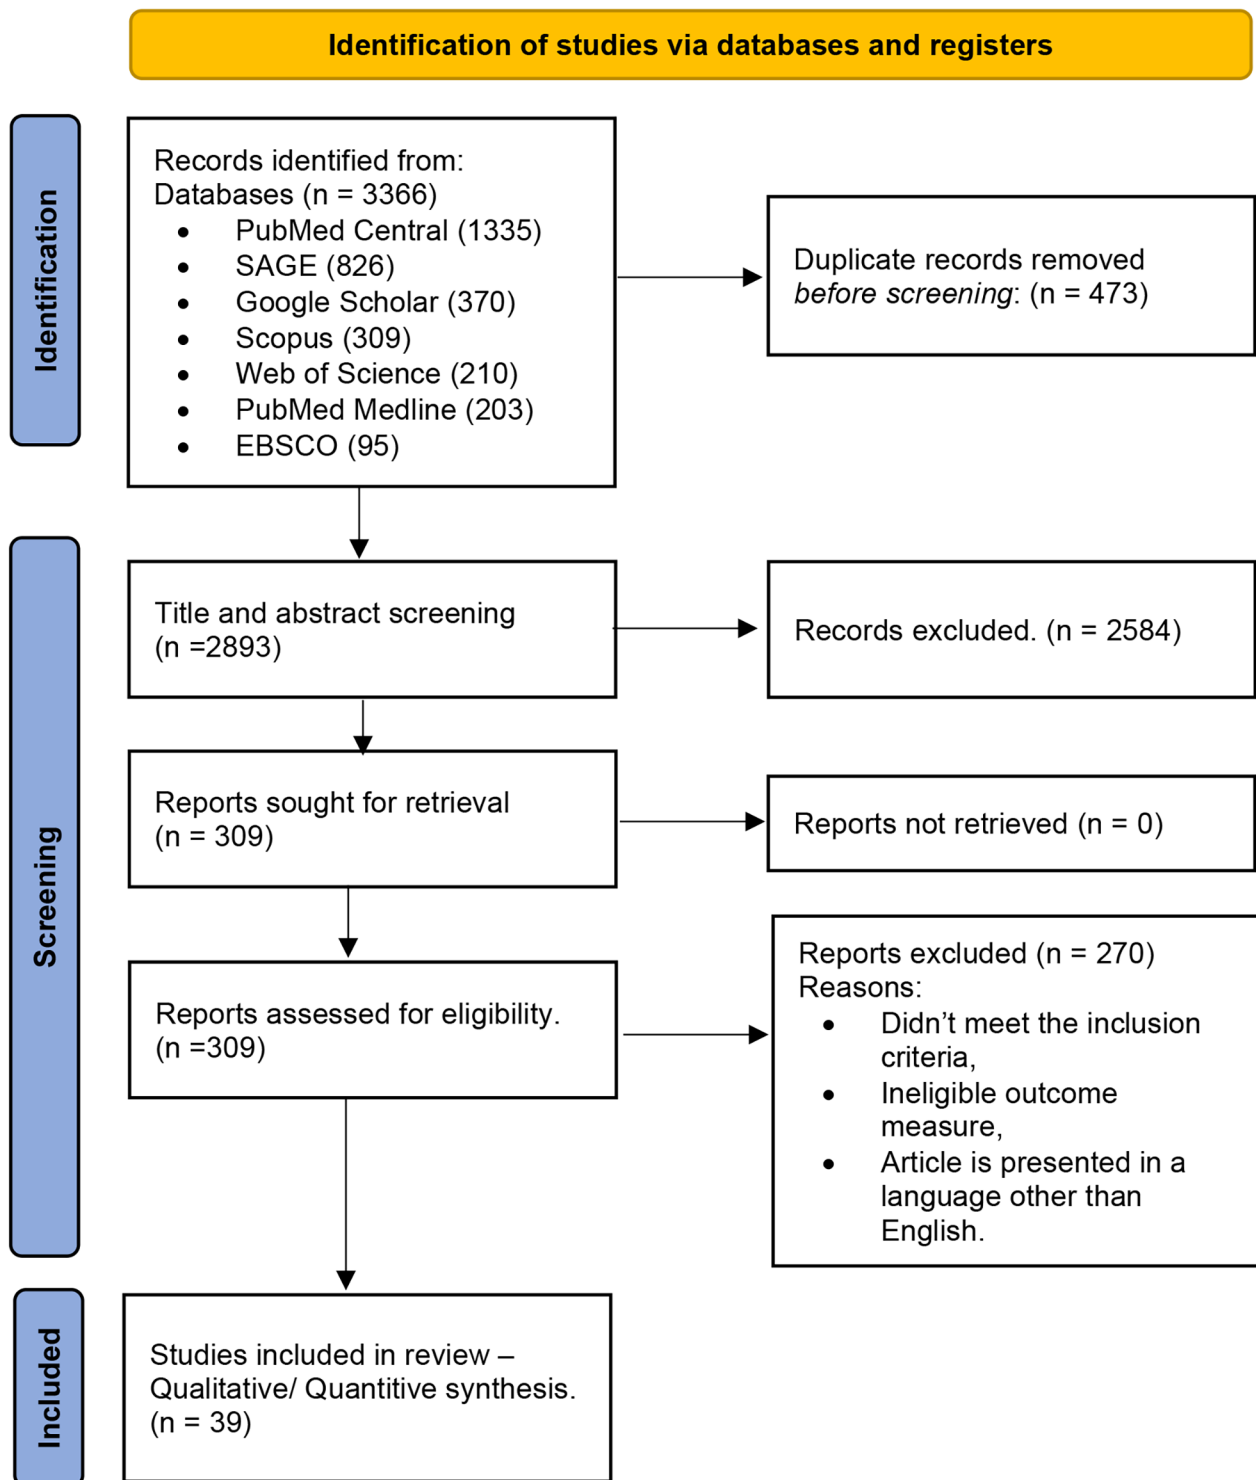 Identification of studies via databases and registers
Identification
Records identified from:
Databases (n = 3366)
• PubMed Central (1335)
• SAGE (826)
• Google Scholar (370)
• Scopus (309)
• Web of Science (210)
• PubMed Medline (203)
• EBSCO (95)
Duplicate records removed
before screening: (n = 473)
Screening
Title and abstract screening
(n =2893)
Records excluded. (n = 2584)
Reports sought for retrieval
(n = 309)
Reports not retrieved (n = 0)
Reports assessed for eligibility.
(n =309)
Reports excluded (n = 270)
Reasons:
• Didn’t meet the inclusion
criteria,
• Ineligible outcome
measure,
• Article is presented in a
language other than
English.
Included
Studies included in review –
Qualitative/ Quantitive synthesis.
(n = 39)